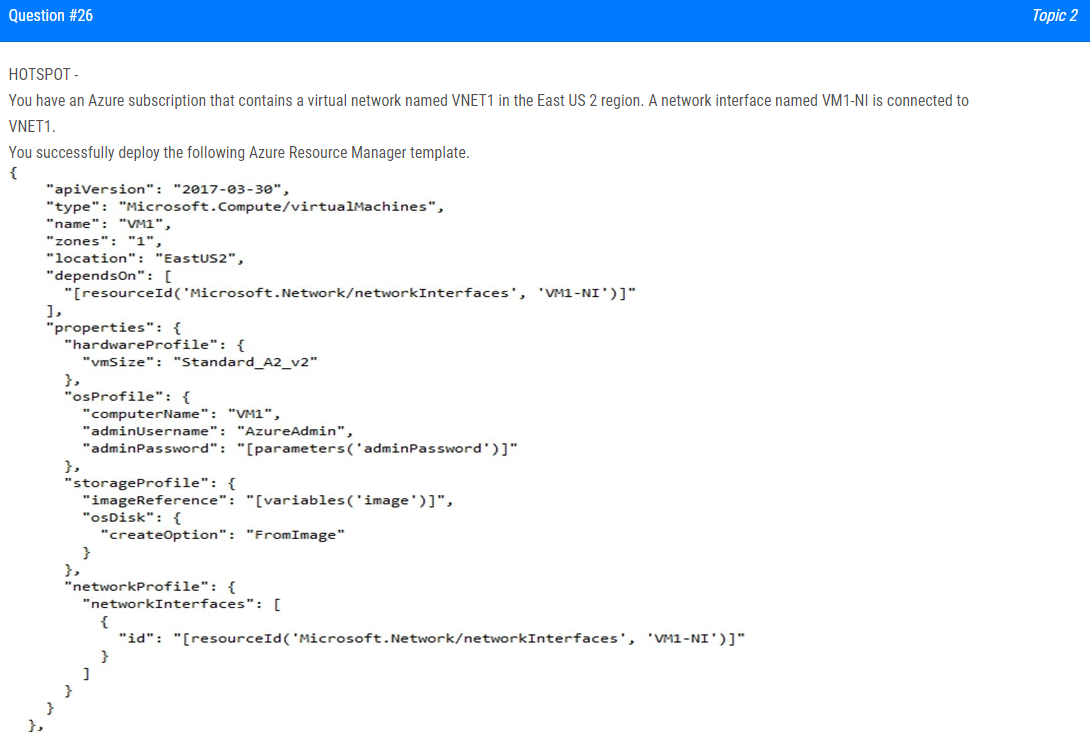 Question #26 Topic 2
HOTSPOT -
You have an Azure subscription that contains a virtual network named VNET1 in the East US 2 region. A network interface named VM1-NI is connected to
VNET1.
You successfully deploy the following Azure Resource Manager template.
{
"apiVersion": "2017-03-30",
"type": "Microsoft.Compute/virtualMachines",
"name": "VM1",
"zones": "1",
"location": "EastUS2",
"dependsOn": [
"[resourceId('Microsoft.Network/networkInterfaces', 'VM1-NI')]"
],
"properties": {
"hardwareProfile": {
"vmSize": "Standard_A2_v2"
},
"osProfile": {
"computerName": "VM1",
"adminUsername": "AzureAdmin",
"adminPassword": "[parameters('adminPassword')]"
},
"storageProfile": {
"imageReference": "[variables('image')]",
"osDisk": {
"createOption": "FromImage"
}
},
"networkProfile": {
"networkInterfaces": [
{
"id": "[resourceId('Microsoft.Network/networkInterfaces', 'VM1-NI')]"
}
]
}
}
},